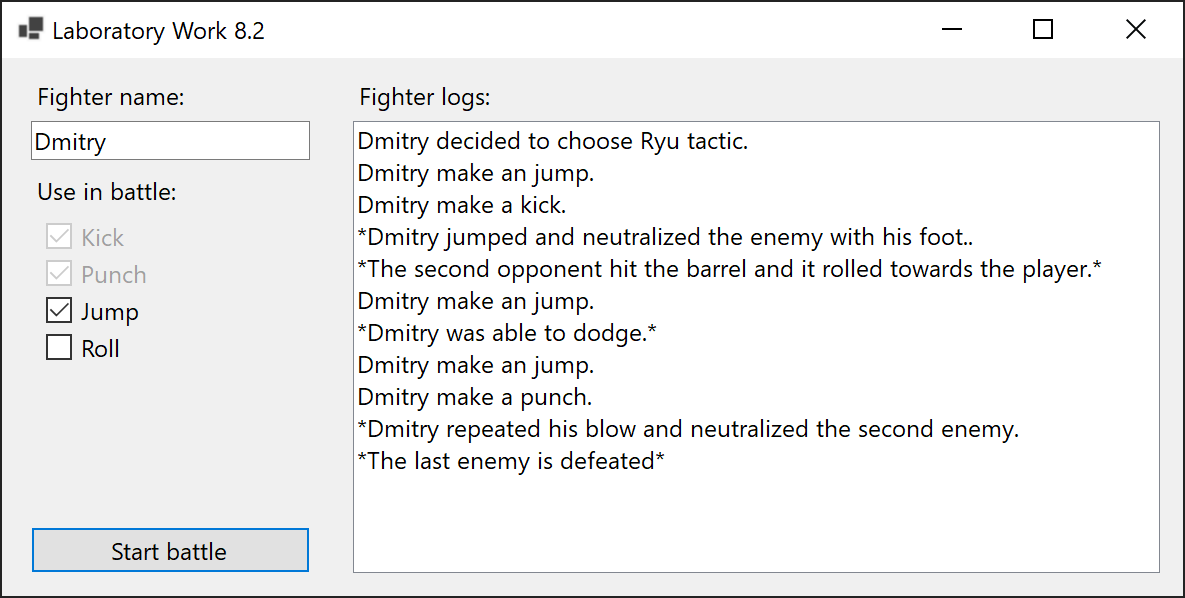 Laboratory Work 8.2
Fighter name:
Dmitry
Use in battle:
Kick
Punch
Jump
Roll
Start battle
Fighter logs:
Dmitry decided to choose Ryu tactic.
Dmitry make an jump.
Dmitry make a kick.
*Dmitry jumped and neutralized the enemy with his foot..
*The second opponent hit the barrel and it rolled towards the player.*
Dmitry make an jump.
*Dmitry was able to dodge.*
Dmitry make an jump.
Dmitry make a punch.
*Dmitry repeated his blow and neutralized the second enemy.
*The last enemy is defeated*